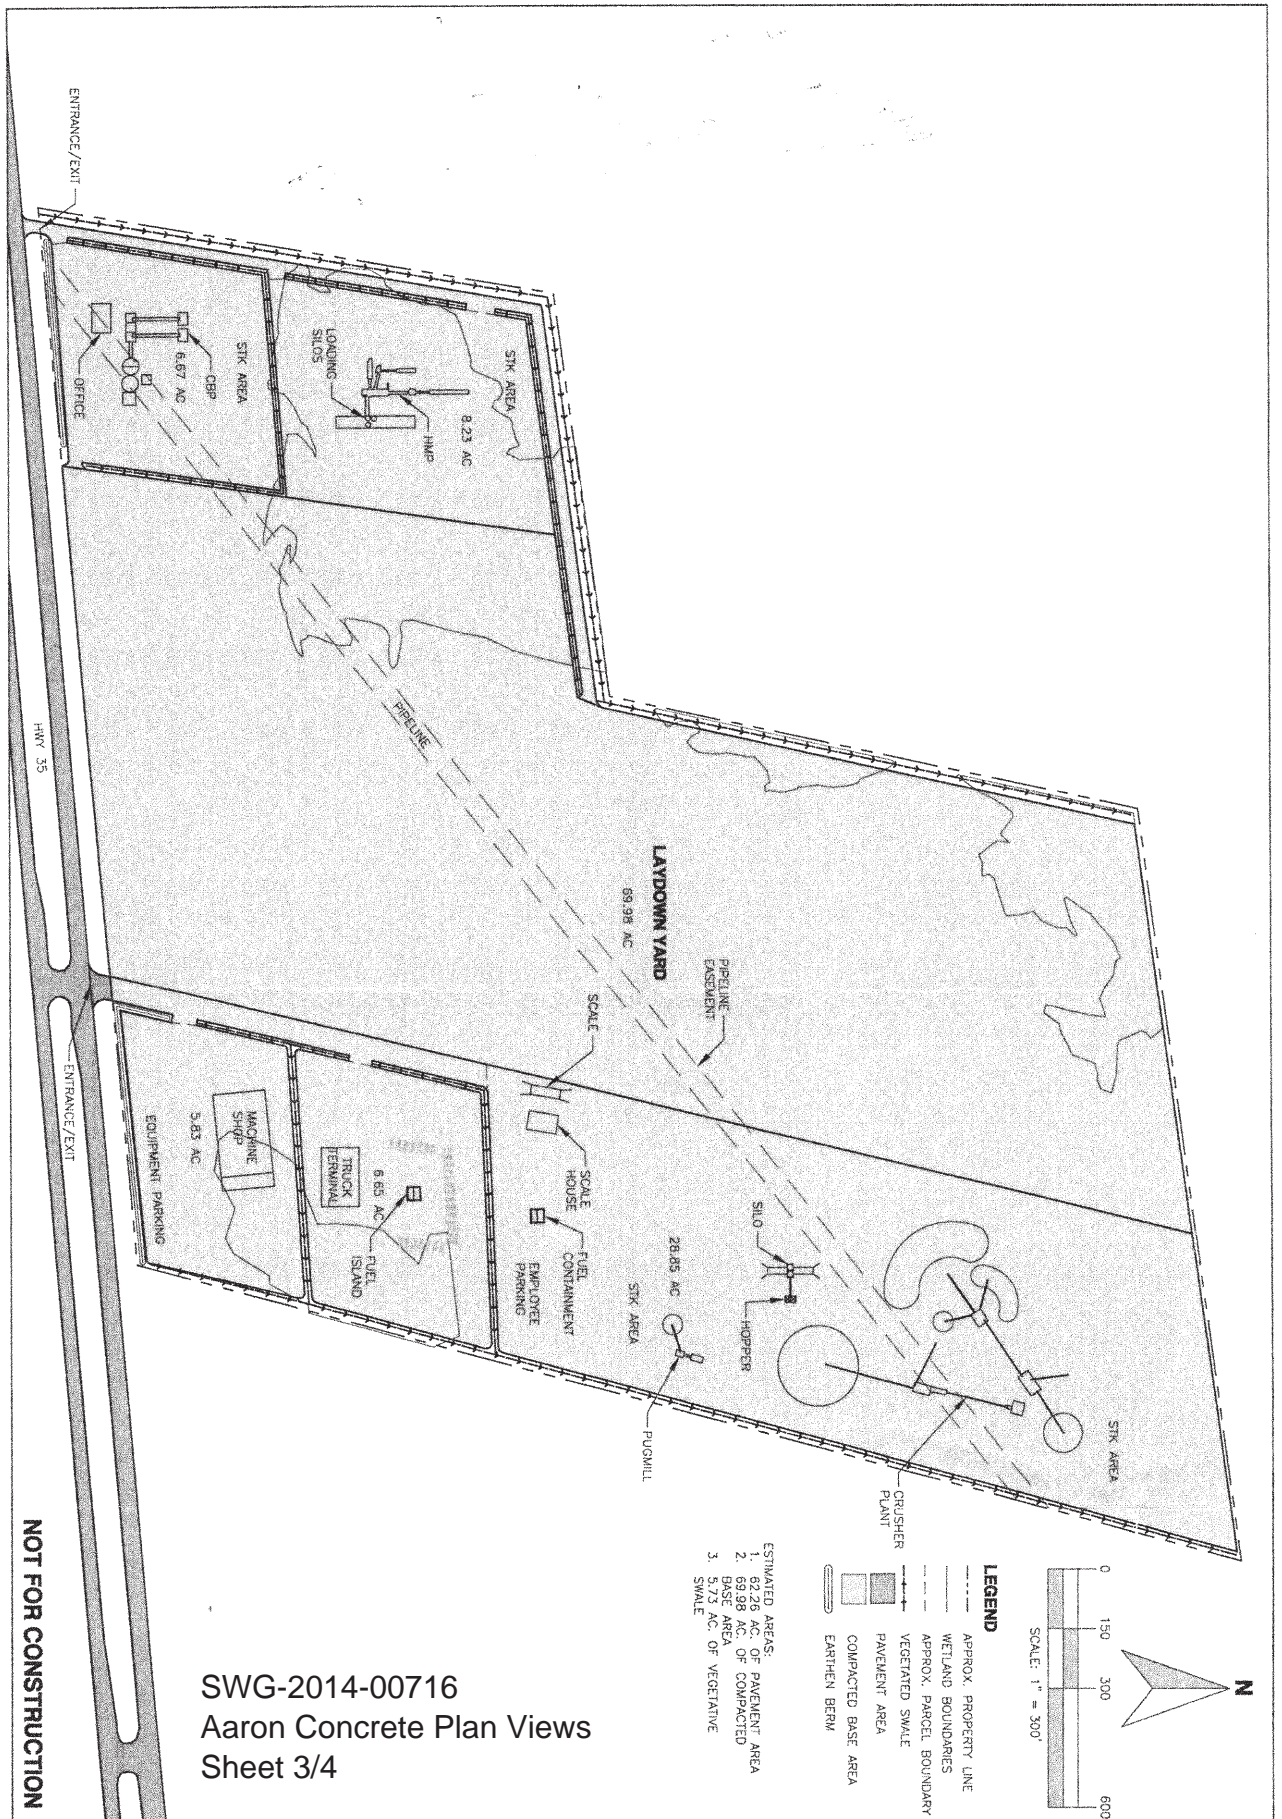 N
0 150 300 600
SCALE: 1" = 300'
LEGEND
APPROX. PROPERTY LINE
WETLAND BOUNDARIES
APPROX. PARCEL BOUNDARY
VEGETATED SWALE
PAVEMENT AREA
COMPACTED BASE AREA
EARTHEN BERM
ESTIMATED AREAS:
1. 62.26 AC. OF PAVEMENT AREA
2. 69.98 AC. OF COMPACTED
BASE AREA
3. 5.73 AC. OF VEGETATIVE
SWALE
STK AREA
CRUSHER
PLANT
HOPPER
SILO
PUGMILL
28.85 AC
STK AREA
EMPLOYEE
PARKING
FUEL
CONTAINMENT
SCALE
HOUSE
SCALE
PIPELINE
EASEMENT
LAYDOWN YARD
69.98 AC
PIPELINE
STK AREA
8.23 AC
HMP
LOADING
SILOS
STK AREA
6.67 AC
CBP
OFFICE
ENTRANCE/EXIT
FUEL
ISLAND
6.65 AC
TRUCK
TERMINAL
MACHINE
SHOP
5.83 AC
EQUIPMENT PARKING
ENTRANCE/EXIT
HWY 35
NOT FOR CONSTRUCTION
SWG-2014-00716
Aaron Concrete Plan Views
Sheet 3/4